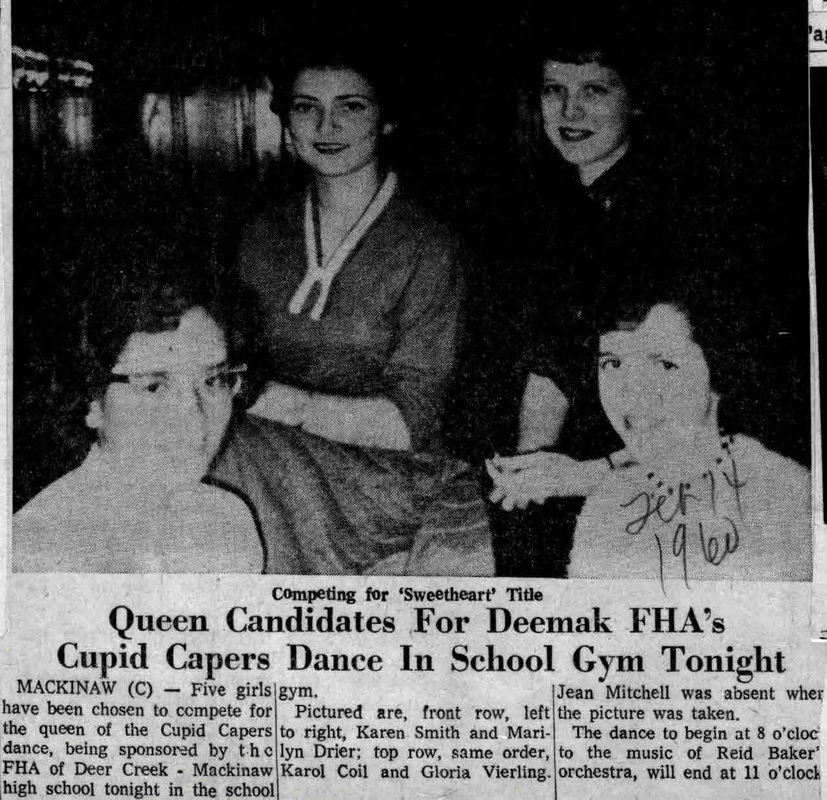 'ag
Feb 14
1960
Competing for 'Sweetheart' Title
Queen Candidates For Deemak FHA's
Cupid Capers Dance In School Gym Tonight
MACKINAW (C) — Five girls
have been chosen to compete for
the queen of the Cupid Capers
dance, being sponsored by the
FHA of Deer Creek - Mackinaw
high school tonight in the school
gym.
Pictured are, front row, left
to right, Karen Smith and Mari-
lyn Drier; top row, same order,
Karol Coil and Gloria Vierling.
Jean Mitchell was absent when
the picture was taken.
The dance to begin at 8 o'cloc
to the music of Reid Baker'
orchestra, will end at 11 o'clock